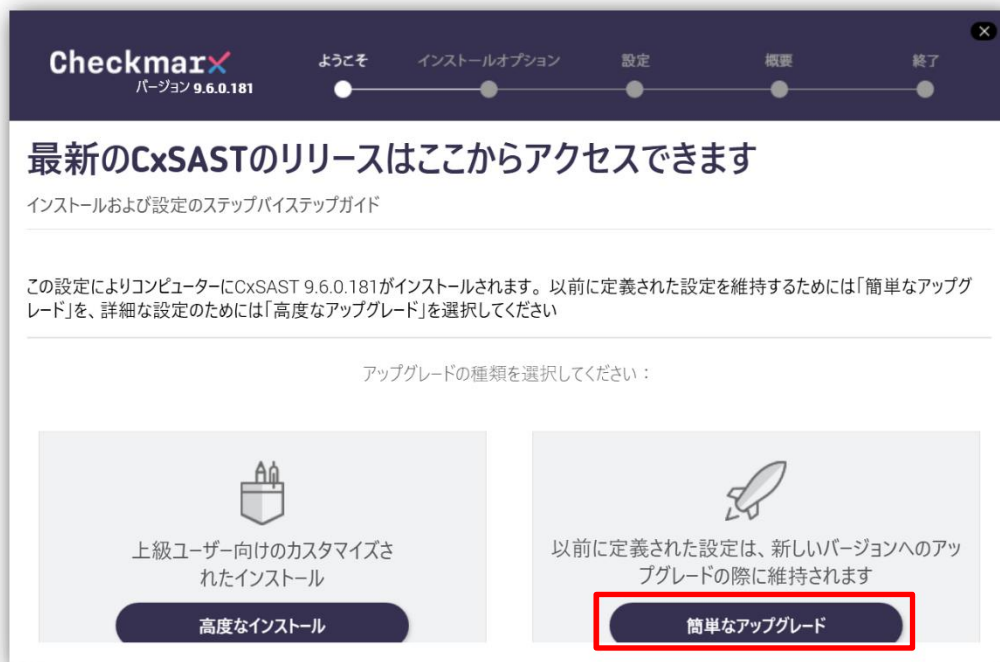 Checkmarx
バージョン 9.6.0.181
ようこそ
インストールオプション
設定
概要
終了
最新のCxSASTのリリースはここからアクセスできます
インストールおよび設定のステップバイステップガイド
この設定によりコンピューターにCxSAST 9.6.0.181がインストールされます。以前に定義された設定を維持するためには「簡単なアップグ
レード」を、詳細な設定のためには「高度なアップグレード」を選択してください
アップグレードの種類を選択してください：
上級ユーザー向けのカスタマイズさ
れたインストール
高度なインストール
以前に定義された設定は、新しいバージョンへのアッ
プグレードの際に維持されます
簡単なアップグレード